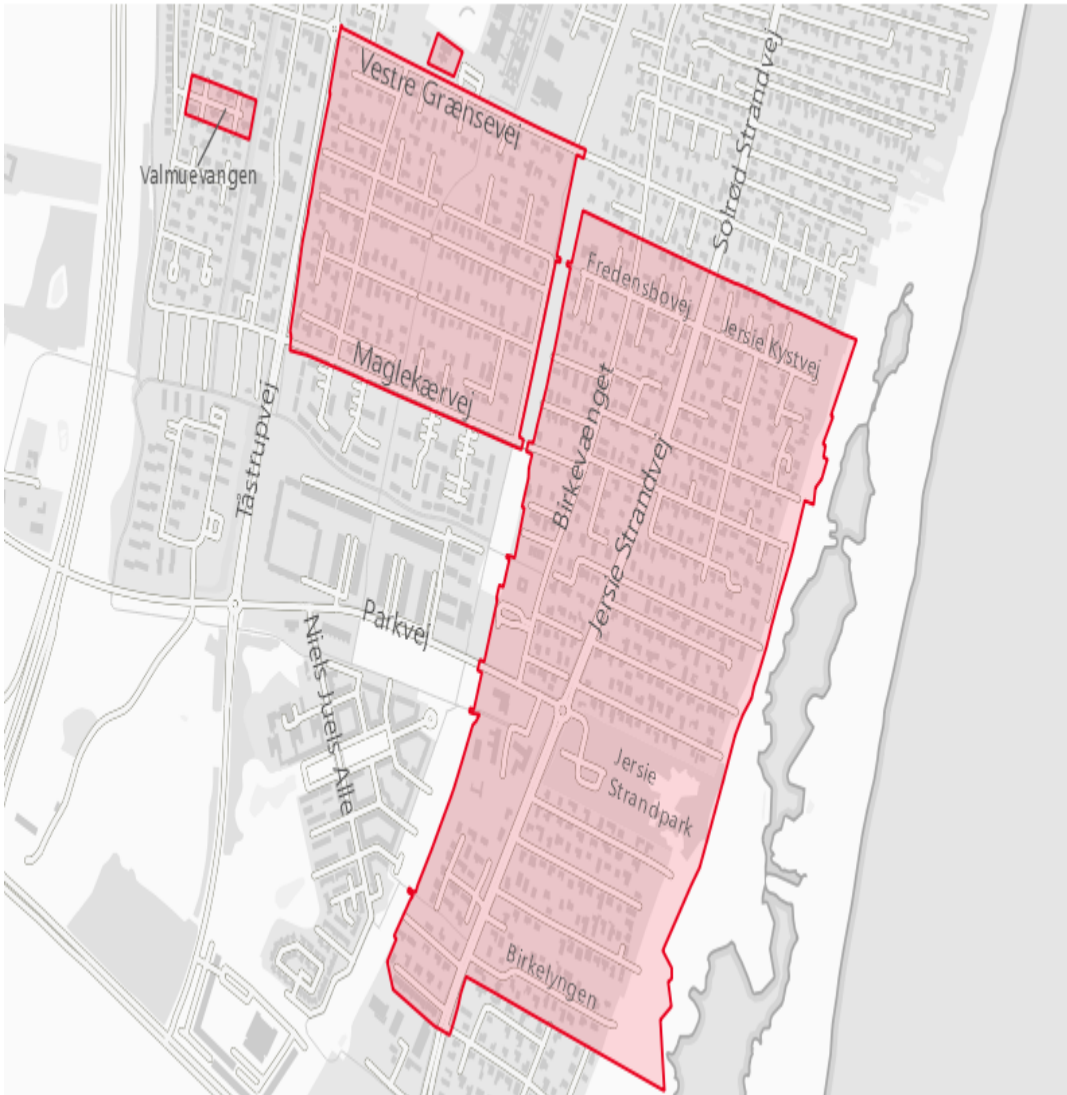 Vestre Grænsevej
Solrød Strandvej
Valmuevangen
Fredensbovej
Jersie Kystvej
Maglekærvej
Birkevænget
Tåstrupvej
Jersie Strandvej
Parkvej
Niels Juels Alle
Jersie
Strandpark
Birkelyngen